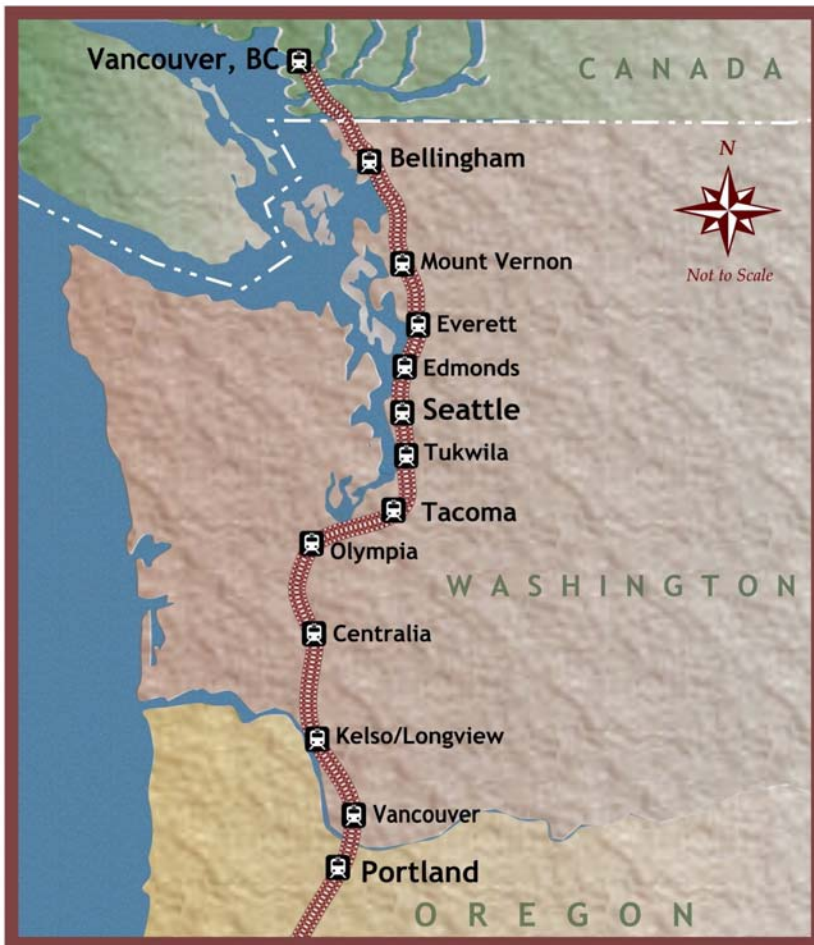 Vancouver, BC
CANADA
Bellingham
N
Not to Scale
Mount Vernon
Everett
Edmonds
Seattle
Tukwila
Tacoma
Olympia
WASHINGTON
Centralia
Kelso/Longview
Vancouver
Portland
OREGON